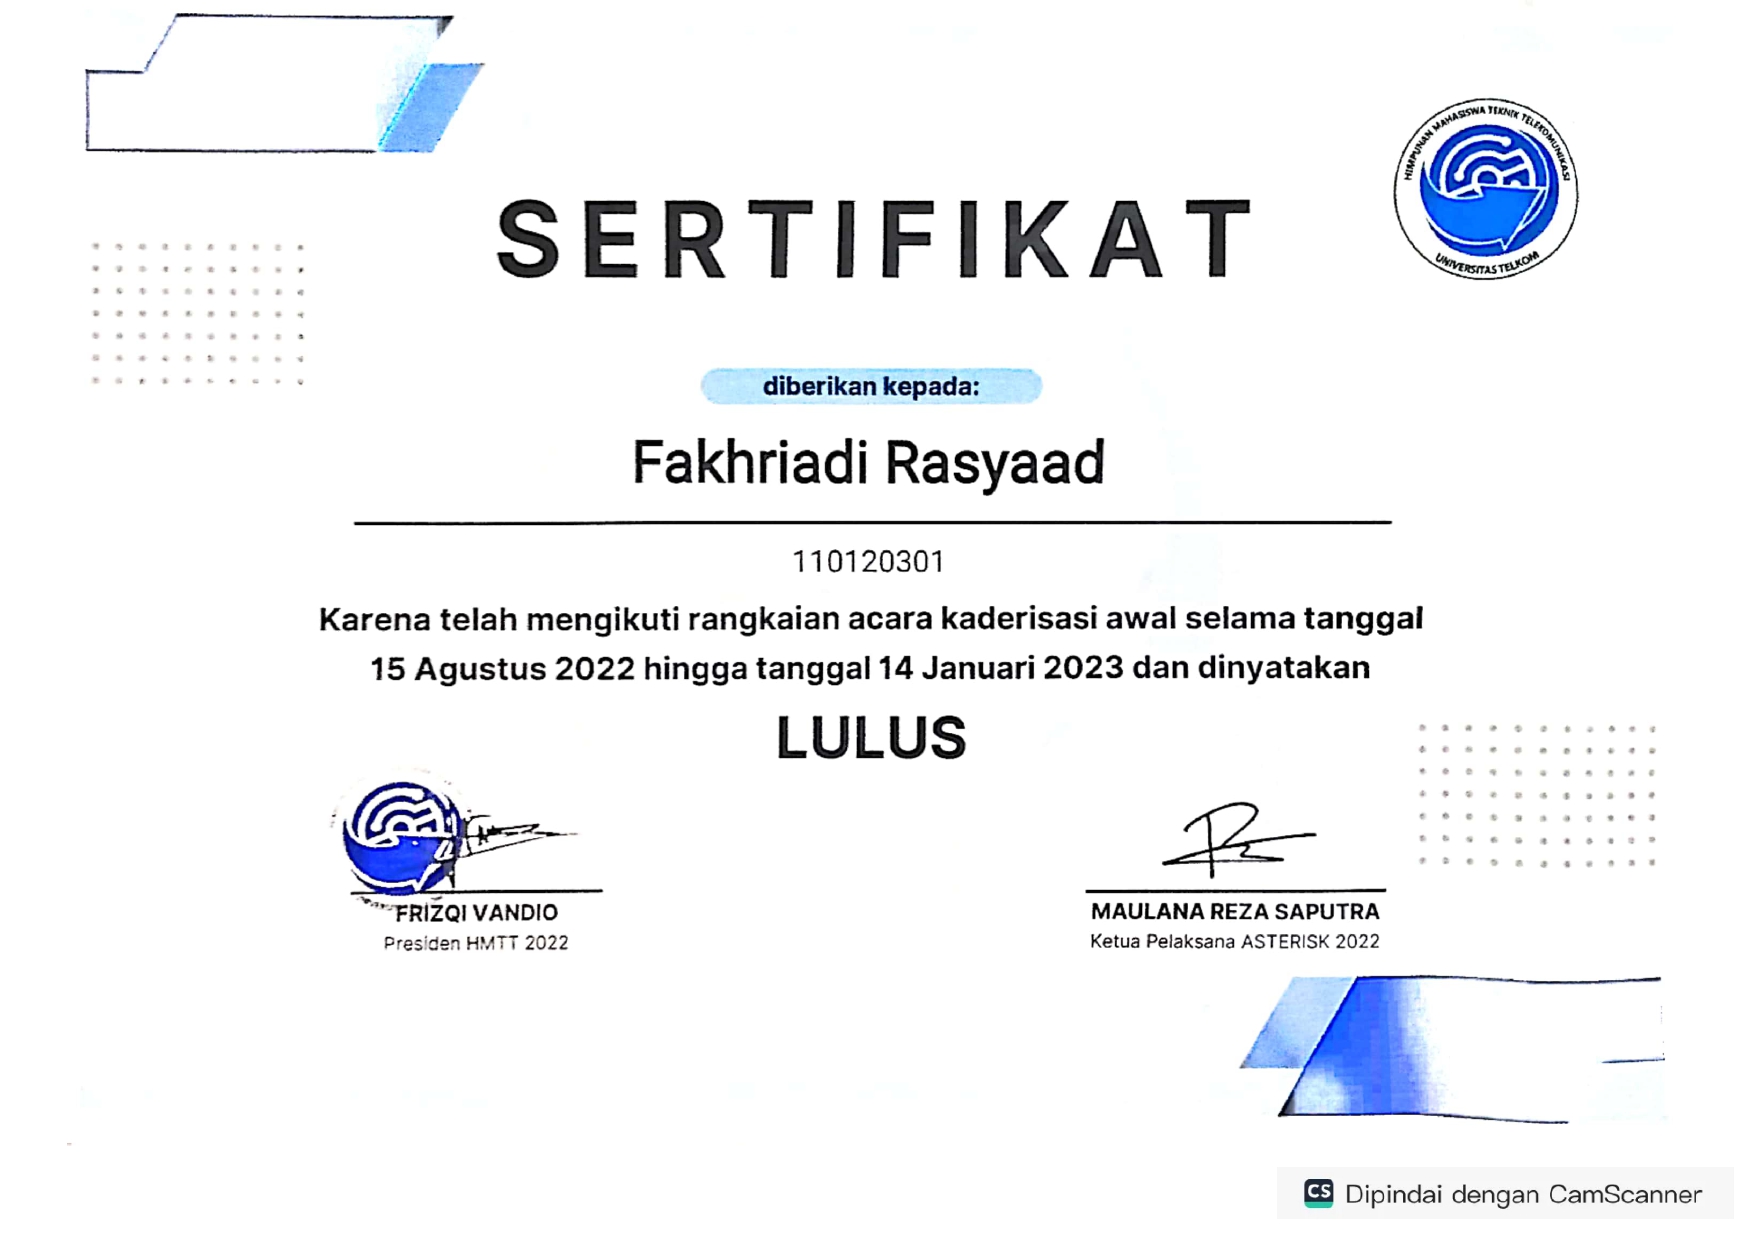 HIMPUNAN MAHASISWA TEKNIK TELEKOMUNIKASI
UNIVERSITAS TELKOM
SERTIFIKAT
diberikan kepada:
Fakhriadi Rasyaad
110120301
Karena telah mengikuti rangkaian acara kaderisasi awal selama tanggal
15 Agustus 2022 hingga tanggal 14 Januari 2023 dan dinyatakan
LULUS
FRIZQI VANDIO
Presiden HMTT 2022
MAULANA REZA SAPUTRA
Ketua Pelaksana ASTERISK 2022
CS Dipindai dengan CamScanner